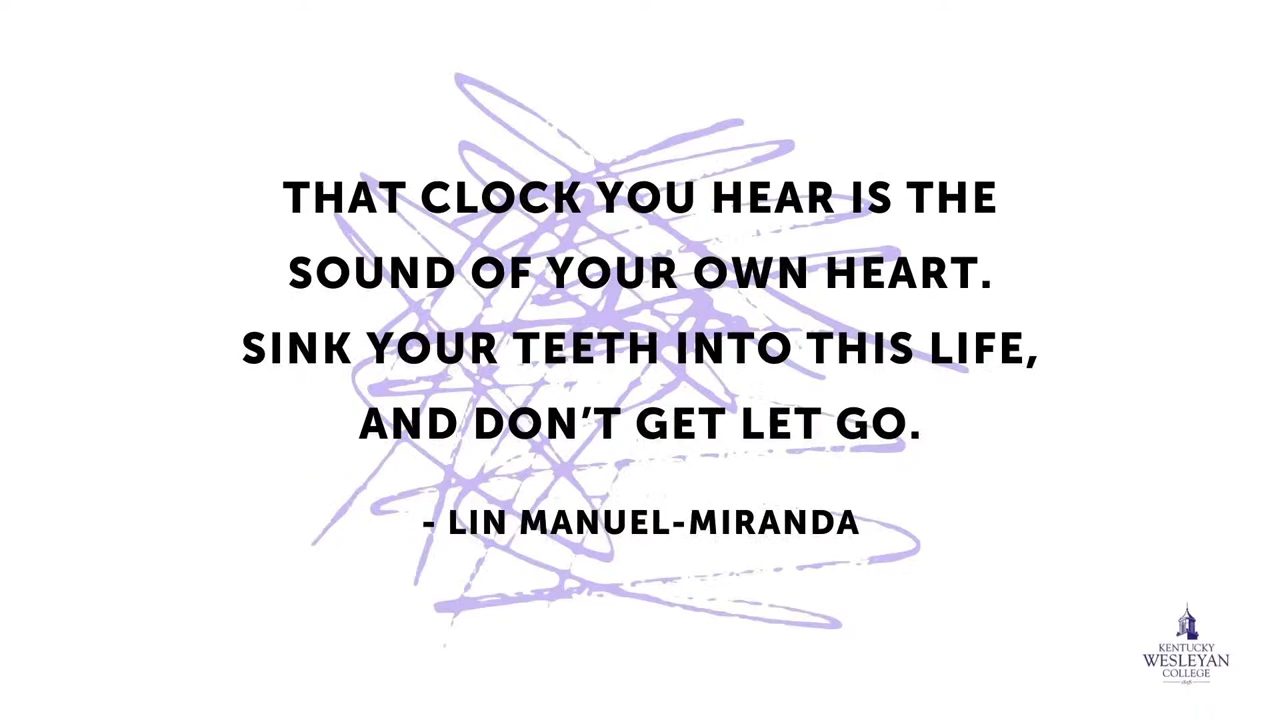 THAT CLOCK YOU HEAR IS THE
SOUND OF YOUR OWN HEART.
SINK YOUR TEETH INTO THIS LIFE,
AND DON’T GET LET GO.
- LIN MANUEL-MIRANDA
KENTUCKY
WESLEYAN
COLLEGE